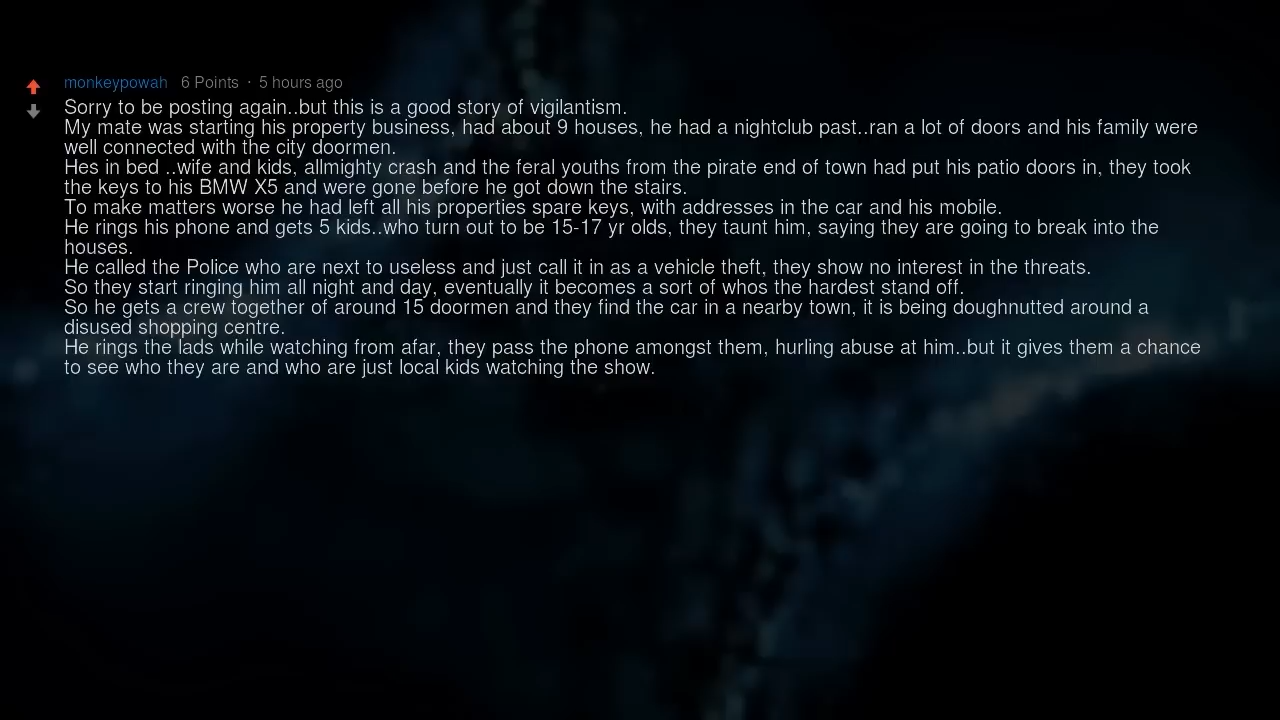 monkeypowah 6 Points · 5 hours ago
Sorry to be posting again..but this is a good story of vigilantism.
My mate was starting his property business, had about 9 houses, he had a nightclub past..ran a lot of doors and his family were
well connected with the city doormen.
Hes in bed ..wife and kids, allmighty crash and the feral youths from the pirate end of town had put his patio doors in, they took
the keys to his BMW X5 and were gone before he got down the stairs.
To make matters worse he had left all his properties spare keys, with addresses in the car and his mobile.
He rings his phone and gets 5 kids..who turn out to be 15-17 yr olds, they taunt him, saying they are going to break into the
houses.
He called the Police who are next to useless and just call it in as a vehicle theft, they show no interest in the threats.
So they start ringing him all night and day, eventually it becomes a sort of whos the hardest stand off.
So he gets a crew together of around 15 doormen and they find the car in a nearby town, it is being doughnutted around a
disused shopping centre.
He rings the lads while watching from afar, they pass the phone amongst them, hurling abuse at him..but it gives them a chance
to see who they are and who are just local kids watching the show.